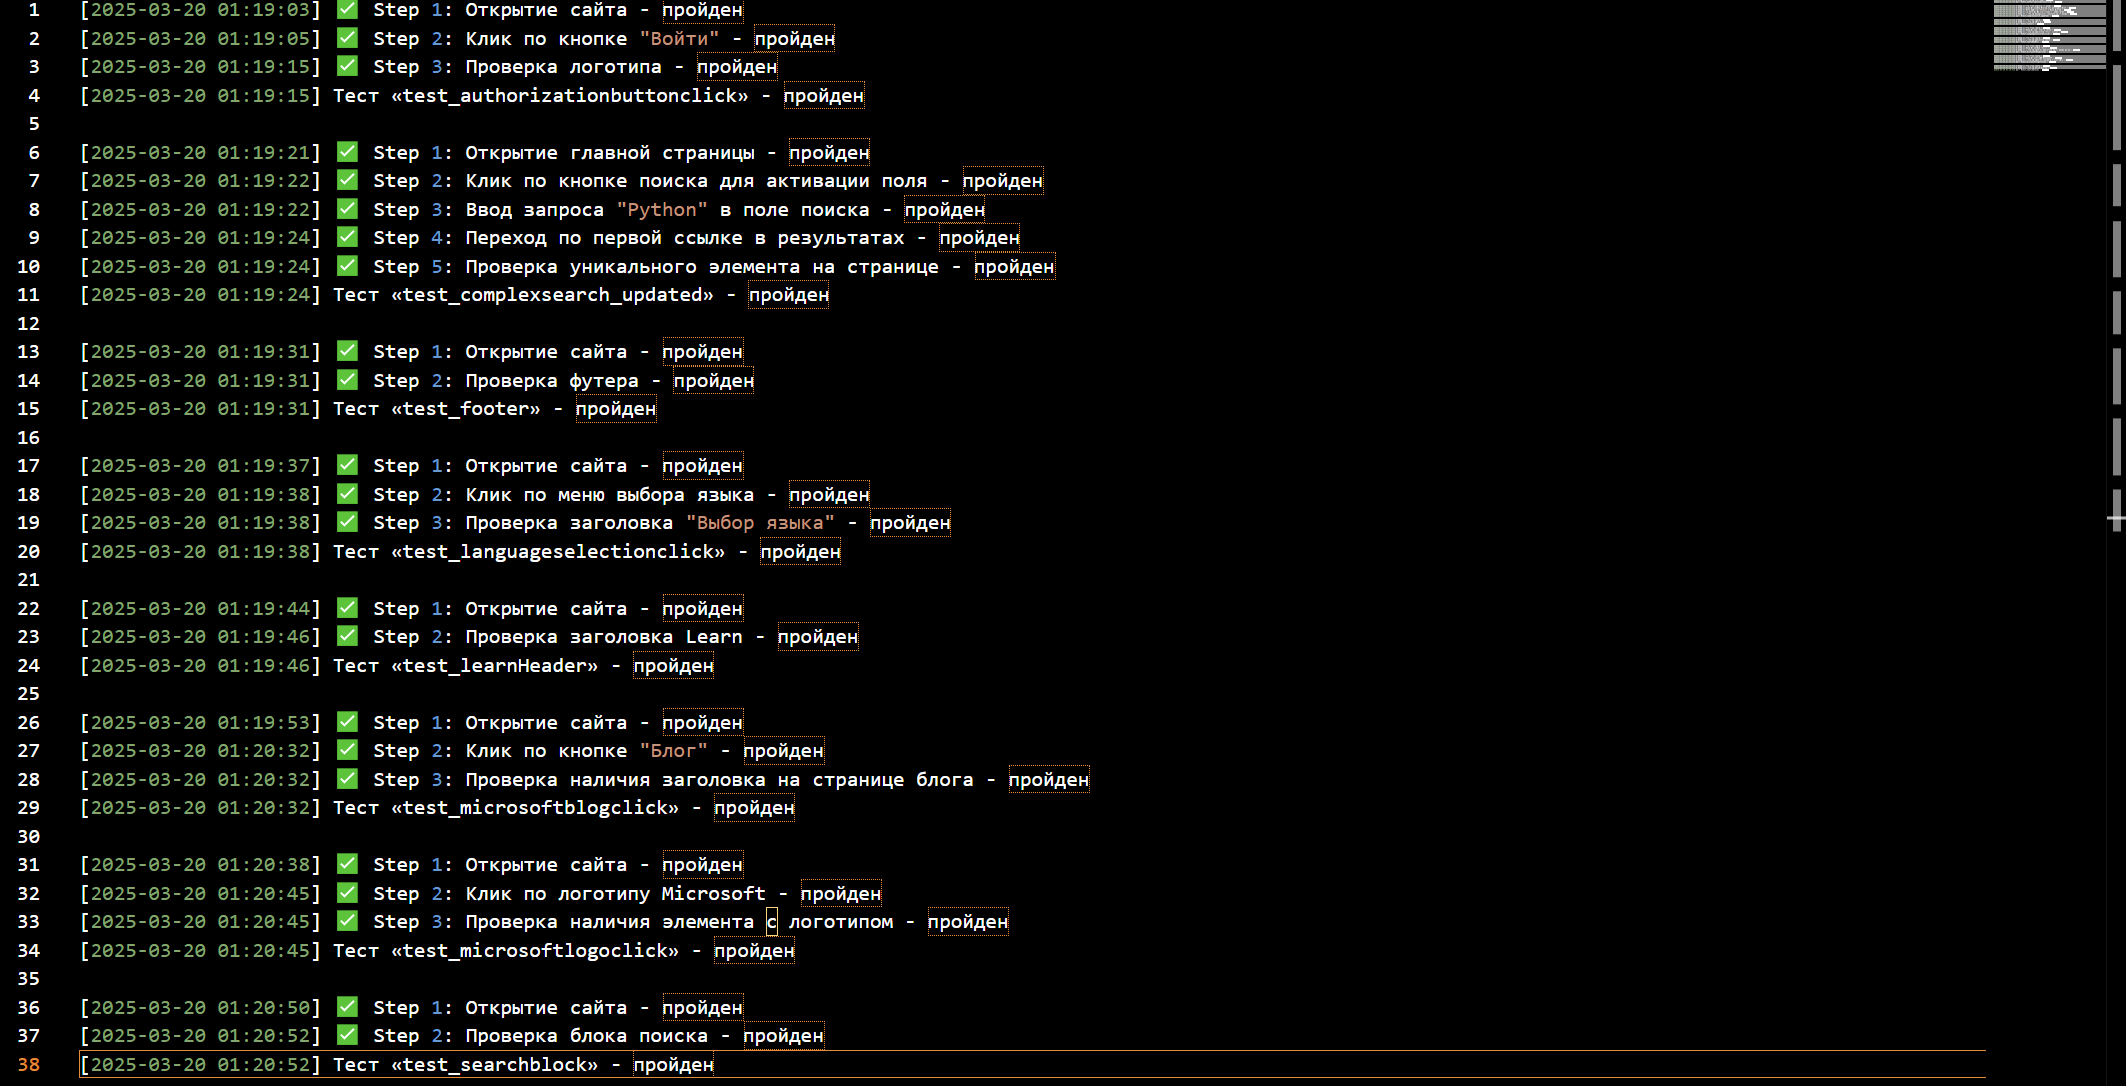 1 [2025-03-20 01:19:03] ✅ Step 1: Открытие сайта - пройден
2 [2025-03-20 01:19:05] ✅ Step 2: Клик по кнопке "Войти" - пройден
3 [2025-03-20 01:19:15] ✅ Step 3: Проверка логотипа - пройден
4 [2025-03-20 01:19:15] Тест «test_authorizationbuttonclick» - пройден
5
6 [2025-03-20 01:19:21] ✅ Step 1: Открытие главной страницы - пройден
7 [2025-03-20 01:19:22] ✅ Step 2: Клик по кнопке поиска для активации поля - пройден
8 [2025-03-20 01:19:22] ✅ Step 3: Ввод запроса "Python" в поле поиска - пройден
9 [2025-03-20 01:19:24] ✅ Step 4: Переход по первой ссылке в результатах - пройден
10 [2025-03-20 01:19:24] ✅ Step 5: Проверка уникального элемента на странице - пройден
11 [2025-03-20 01:19:24] Тест «test_complexsearch_updated» - пройден
12
13 [2025-03-20 01:19:31] ✅ Step 1: Открытие сайта - пройден
14 [2025-03-20 01:19:31] ✅ Step 2: Проверка футера - пройден
15 [2025-03-20 01:19:31] Тест «test_footer» - пройден
16
17 [2025-03-20 01:19:37] ✅ Step 1: Открытие сайта - пройден
18 [2025-03-20 01:19:38] ✅ Step 2: Клик по меню выбора языка - пройден
19 [2025-03-20 01:19:38] ✅ Step 3: Проверка заголовка "Выбор языка" - пройден
20 [2025-03-20 01:19:38] Тест «test_languageselectionclick» - пройден
21
22 [2025-03-20 01:19:44] ✅ Step 1: Открытие сайта - пройден
23 [2025-03-20 01:19:46] ✅ Step 2: Проверка заголовка Learn - пройден
24 [2025-03-20 01:19:46] Тест «test_learnHeader» - пройден
25
26 [2025-03-20 01:19:53] ✅ Step 1: Открытие сайта - пройден
27 [2025-03-20 01:20:32] ✅ Step 2: Клик по кнопке "Блог" - пройден
28 [2025-03-20 01:20:32] ✅ Step 3: Проверка наличия заголовка на странице блога - пройден
29 [2025-03-20 01:20:32] Тест «test_microsoftblogclick» - пройден
30
31 [2025-03-20 01:20:38] ✅ Step 1: Открытие сайта - пройден
32 [2025-03-20 01:20:45] ✅ Step 2: Клик по логотипу Microsoft - пройден
33 [2025-03-20 01:20:45] ✅ Step 3: Проверка наличия элемента с логотипом - пройден
34 [2025-03-20 01:20:45] Тест «test_microsoftlogoclick» - пройден
35
36 [2025-03-20 01:20:50] ✅ Step 1: Открытие сайта - пройден
37 [2025-03-20 01:20:52] ✅ Step 2: Проверка блока поиска - пройден
38 [2025-03-20 01:20:52] Тест «test_searchblock» - пройден